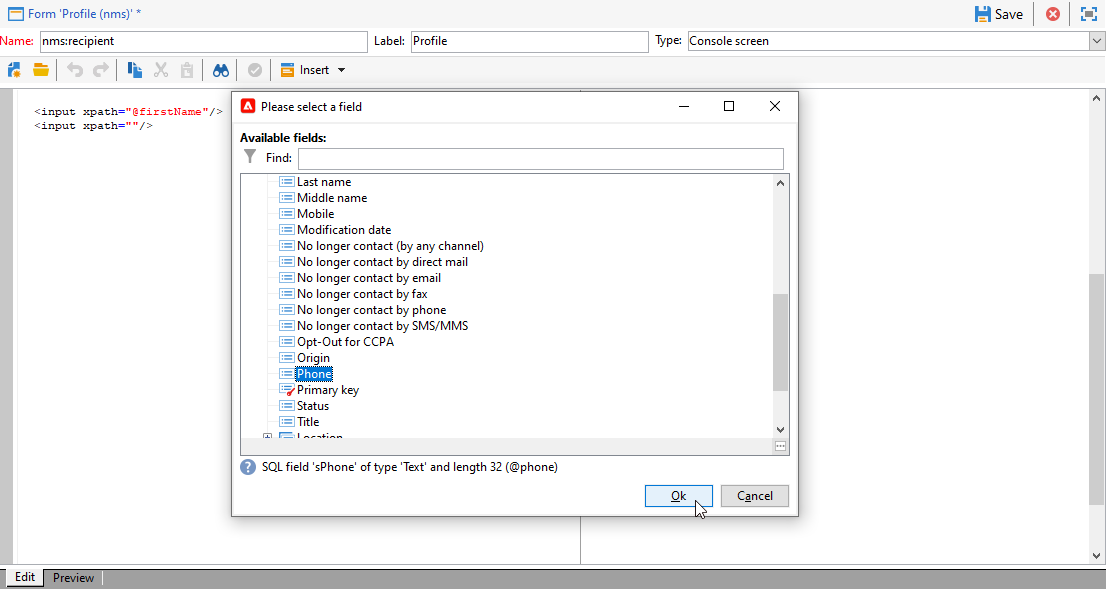 Form 'Profile (nms)' *
Save
Name: nms:recipient Label: Profile Type: Console screen
Insert
<input xpath="@firstName"/>
<input xpath=""/>
Please select a field
Available fields:
Find:
Last name
Middle name
Mobile
Modification date
No longer contact (by any channel)
No longer contact by direct mail
No longer contact by email
No longer contact by fax
No longer contact by phone
No longer contact by SMS/MMS
Opt-Out for CCPA
Origin
Phone
Primary key
Status
Title
Location
SQL field 'sPhone' of type 'Text' and length 32 (@phone)
Ok Cancel
Edit Preview